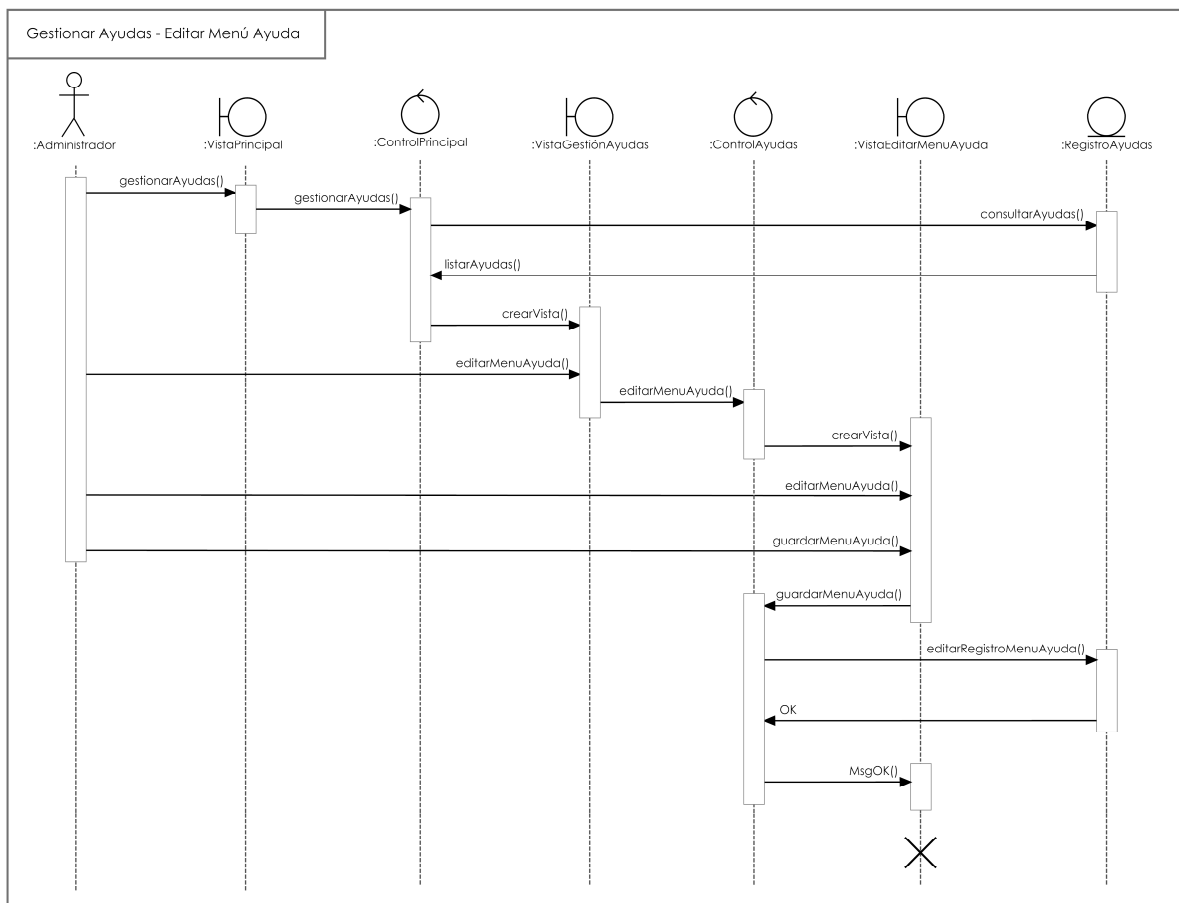 Gestionar Ayudas - Editar Menú Ayuda
:Administrador
:VistaPrincipal
:ControlPrincipal
:VistaGestiónAyudas
:ControlAyudas
:VistaEditarMenuAyuda
:RegistroAyudas
gestionarAyudas()
gestionarAyudas()
consultarAyudas()
listarAyudas()
crearVista()
editarMenuAyuda()
editarMenuAyuda()
crearVista()
editarMenuAyuda()
guardarMenuAyuda()
guardarMenuAyuda()
editarRegistroMenuAyuda()
OK
MsgOK()